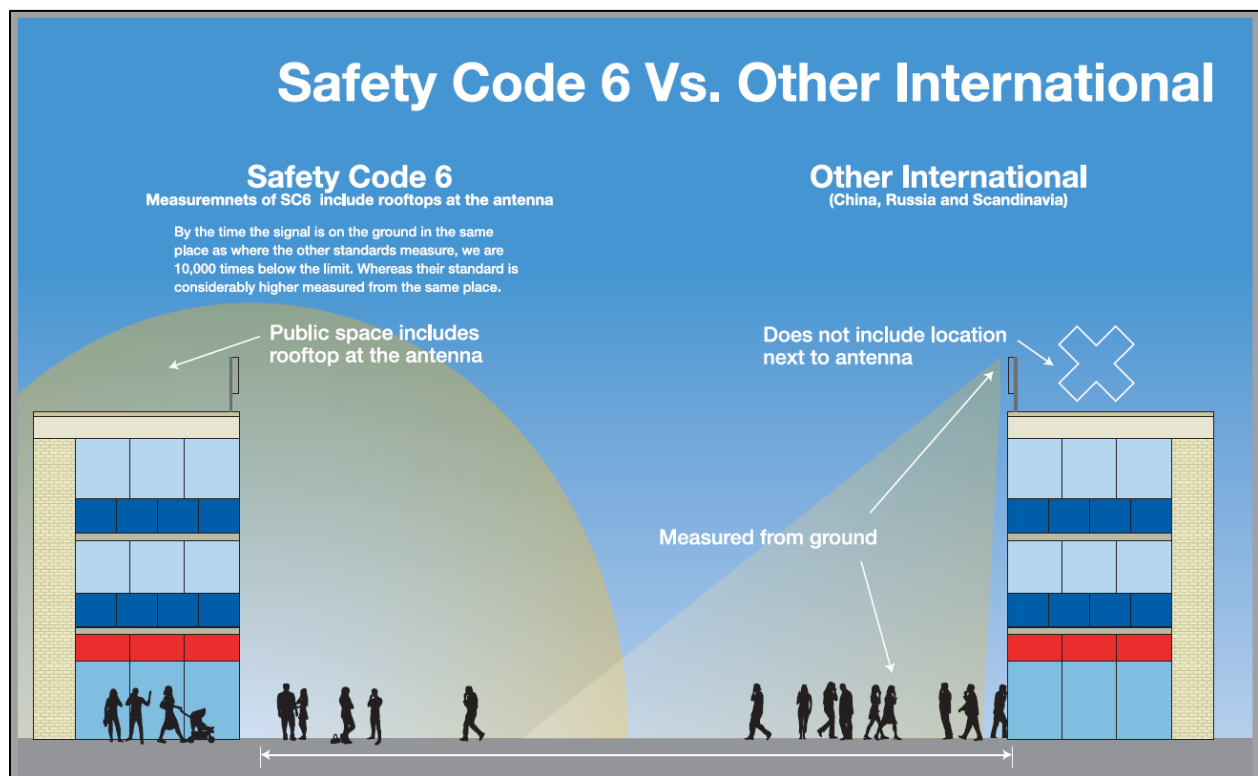 Safety Code 6 Vs. Other International
Safety Code 6
Measuremnets of SC6 include rooftops at the antenna
By the time the signal is on the ground in the same
place as where the other standards measure, we are
10,000 times below the limit. Whereas their standard is
considerably higher measured from the same place.
Public space includes
rooftop at the antenna
Other International
(China, Russia and Scandinavia)
Does not include location
next to antenna
Measured from ground